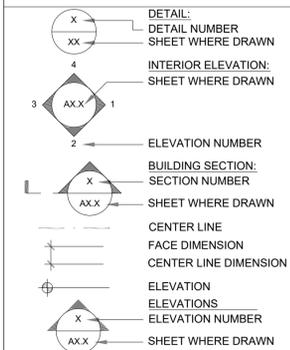 X
DETAIL:
DETAIL NUMBER
XX
SHEET WHERE DRAWN
4
INTERIOR ELEVATION:
SHEET WHERE DRAWN
3
AX.X
1
2
ELEVATION NUMBER
BUILDING SECTION:
X
SECTION NUMBER
AX.X
SHEET WHERE DRAWN
CENTER LINE
FACE DIMENSION
CENTER LINE DIMENSION
ELEVATION
ELEVATIONS
X
ELEVATION NUMBER
AX.X
SHEET WHERE DRAWN